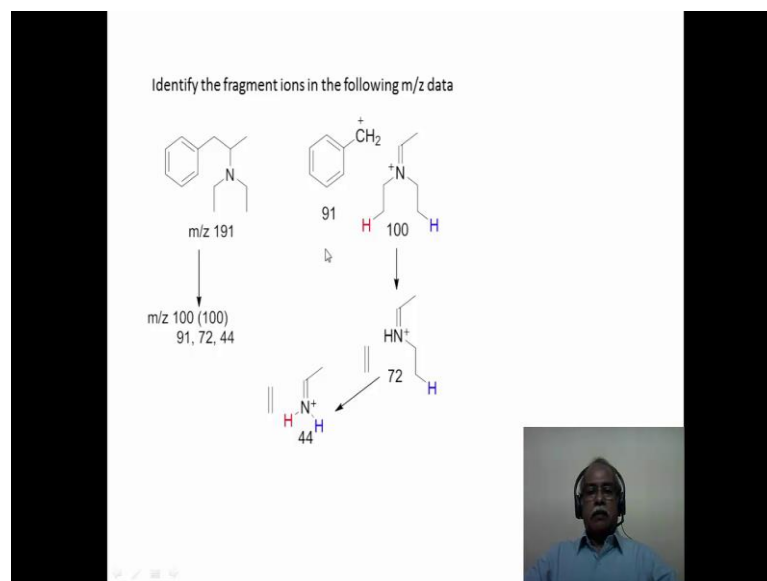 Identify the fragment ions in the following m/z data
+
CH2
N
+N
91
H
100
H
m/z 191
m/z 100 (100)
91, 72, 44
HN+
72
H
N+
H
H
44